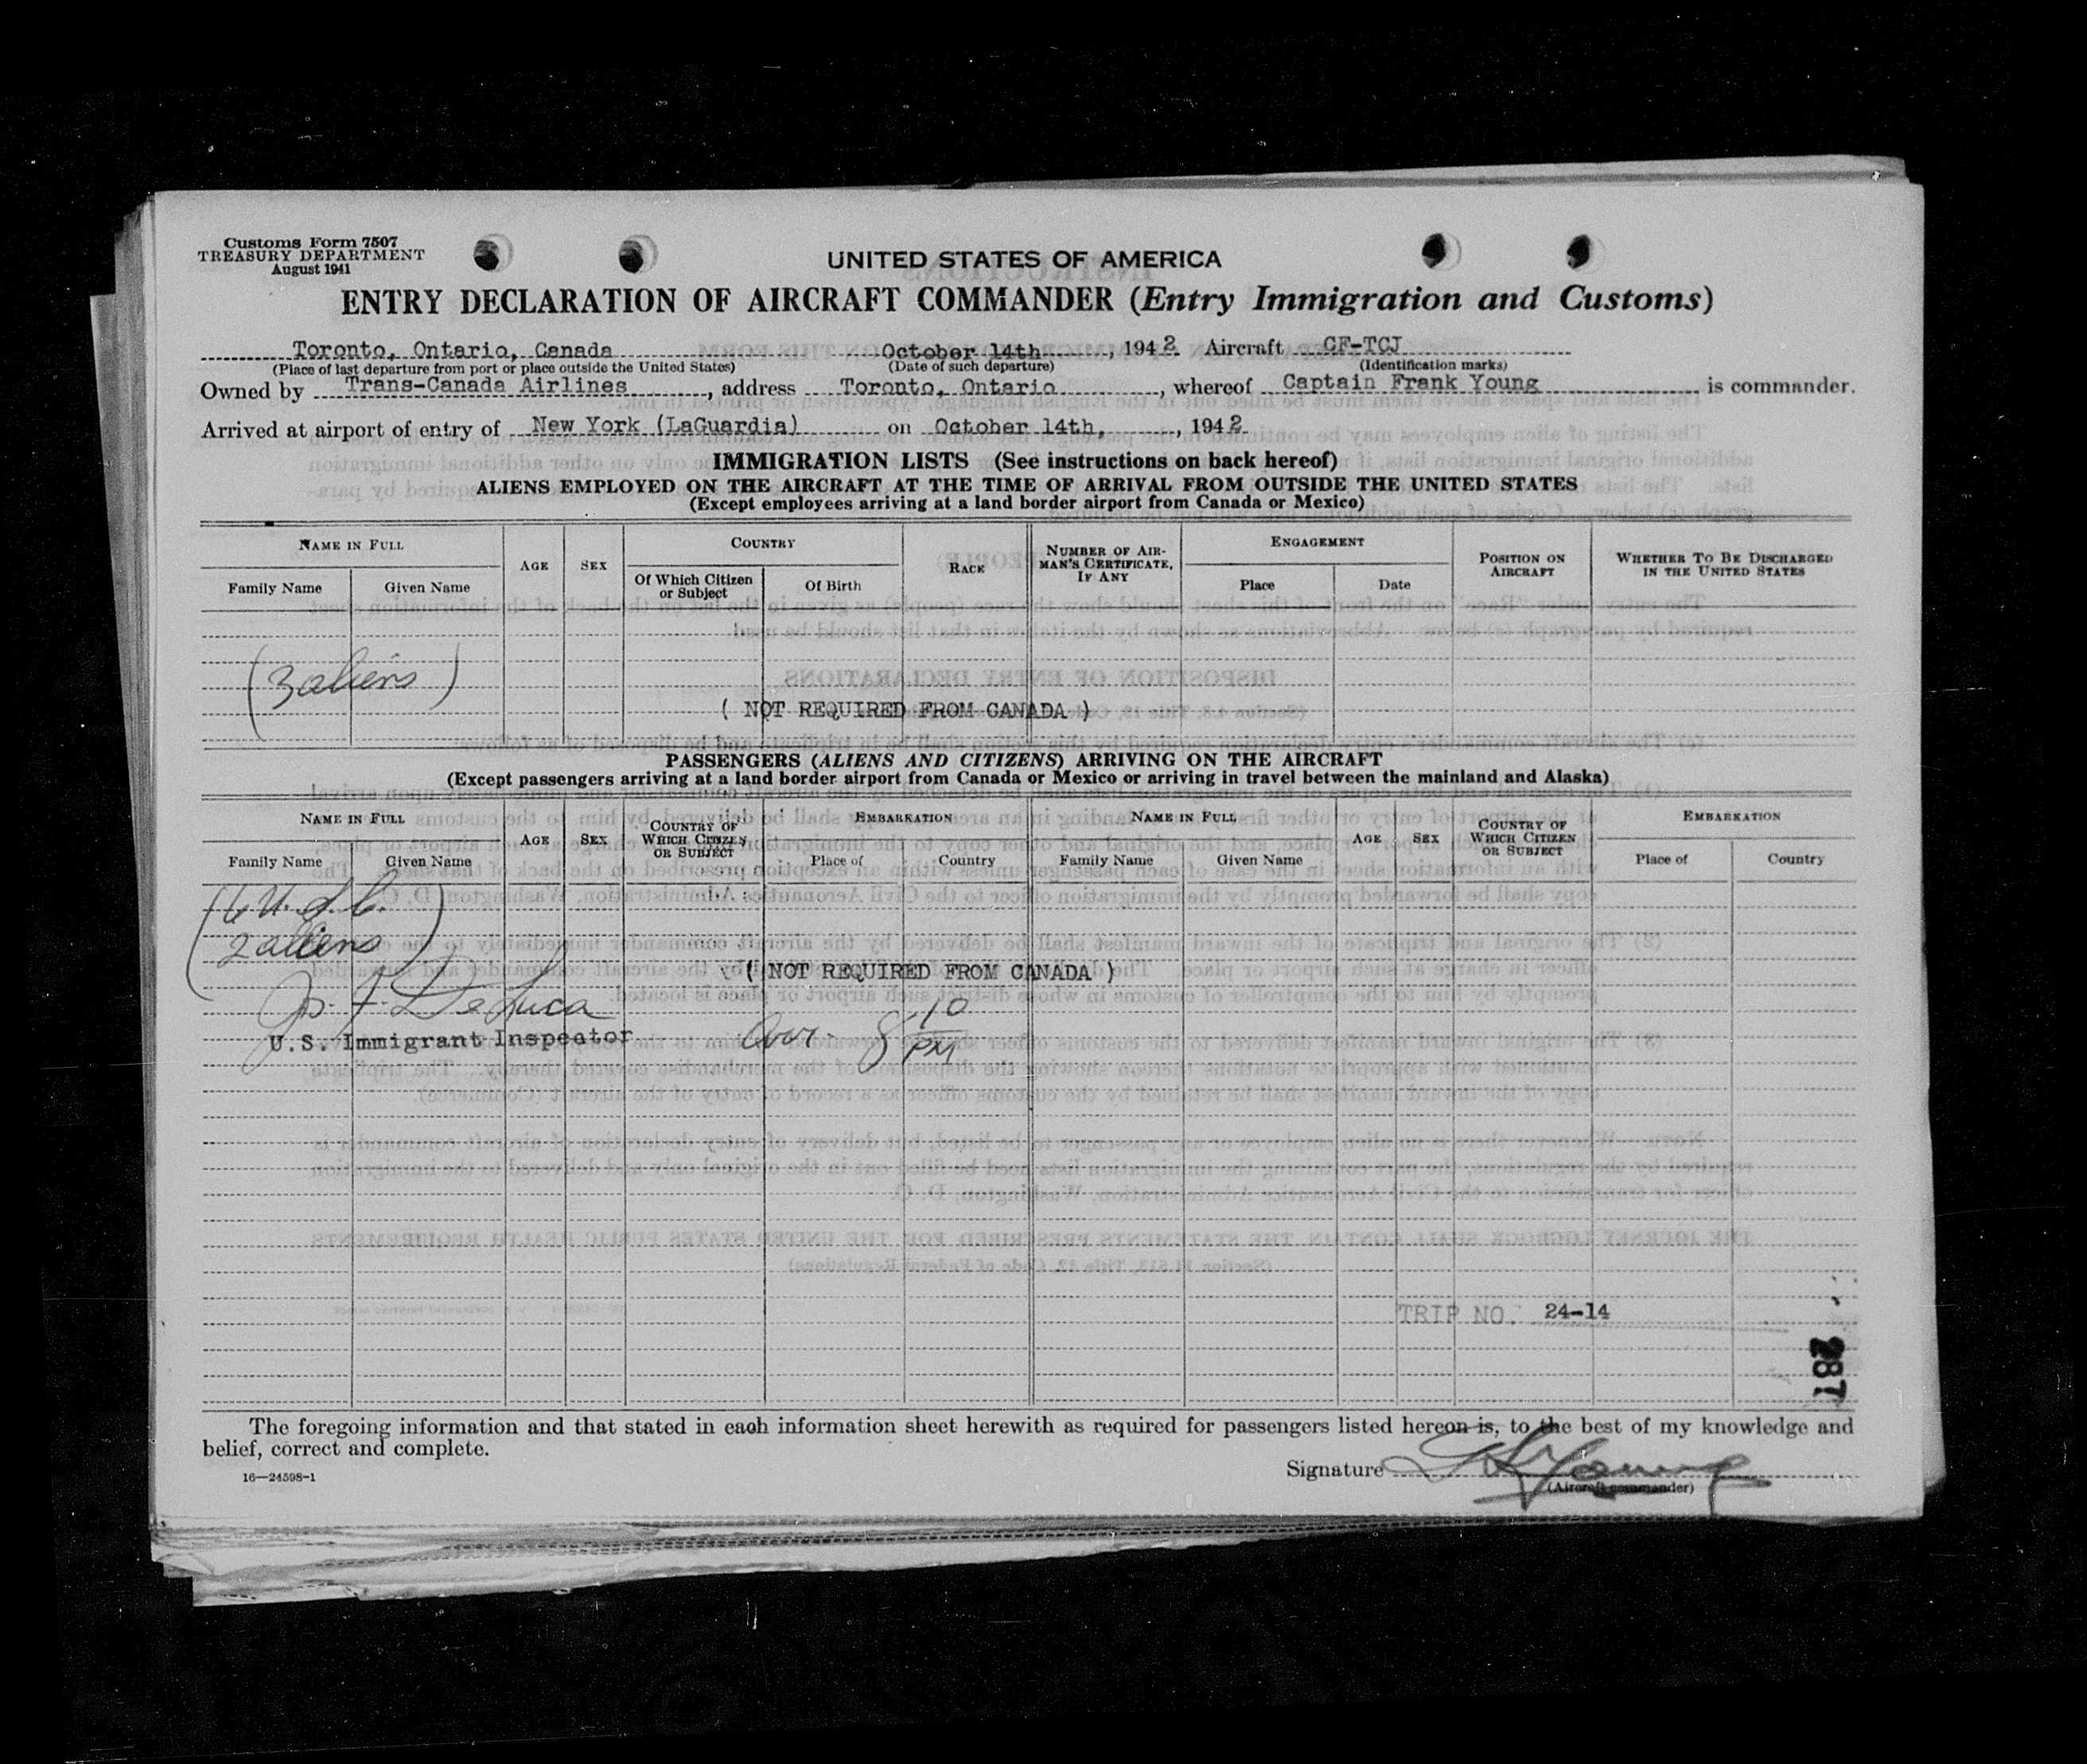 Customs Form 7507
TREASURY DEPARTMENT
August 1941
UNITED STATES OF AMERICA
ENTRY DECLARATION OF AIRCRAFT COMMANDER (Entry Immigration and Customs)
Toronto, Ontario, Canada October 14th, 1942 Aircraft CF-TCJ
(Place of last departure from port or place outside the United States) (Date of such departure) (Identification marks)
Owned by Trans-Canada Airlines, address Toronto, Ontario, whereof Captain Frank Young is commander.
Arrived at airport of entry of New York (LaGuardia) on October 14th, 1942
IMMIGRATION LISTS (See instructions on back hereof)
ALIENS EMPLOYED ON THE AIRCRAFT AT THE TIME OF ARRIVAL FROM OUTSIDE THE UNITED STATES
(Except employees arriving at a land border airport from Canada or Mexico)
NAME IN FULL AGE SEX COUNTRY RACE NUMBER OF AIRMAN'S CERTIFICATE, IF ANY ENGAGEMENT POSITION ON AIRCRAFT WHETHER TO BE DISCHARGED IN THE UNITED STATES
Family Name Given Name Of Which Citizen or Subject Of Birth Place Date
(3 aliens)
( NOT REQUIRED FROM CANADA )
PASSENGERS (ALIENS AND CITIZENS) ARRIVING ON THE AIRCRAFT
(Except passengers arriving at a land border airport from Canada or Mexico or arriving in travel between the mainland and Alaska)
NAME IN FULL AGE SEX COUNTRY OF WHICH CITIZEN OR SUBJECT EMBARKATION NAME IN FULL AGE SEX COUNTRY OF WHICH CITIZEN OR SUBJECT EMBARKATION
Family Name Given Name Place of Country Family Name Given Name Place of Country
(6 U.S.C.
2 aliens)
( NOT REQUIRED FROM CANADA )
DeLuca
U.S. Immigrant Inspector
Arr. 8 10 PM
TRIP NO. 24-14
287
The foregoing information and that stated in each information sheet herewith as required for passengers listed hereon is, to the best of my knowledge and
belief, correct and complete.
16—24598-1
Signature Young
(Aircraft commander)